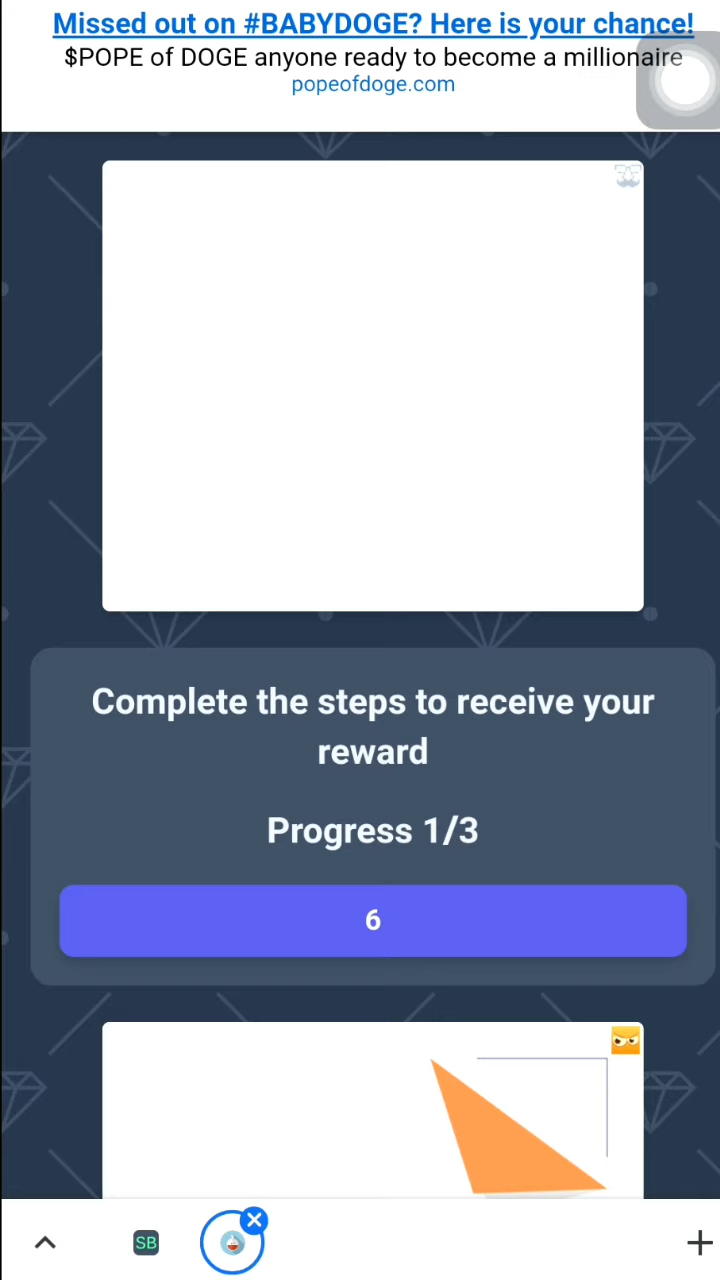 Missed out on #BABYDOGE? Here is your chance!
$POPE of DOGE anyone ready to become a millionaire
popeofdoge.com
Complete the steps to receive your
reward
Progress 1/3
6
SB